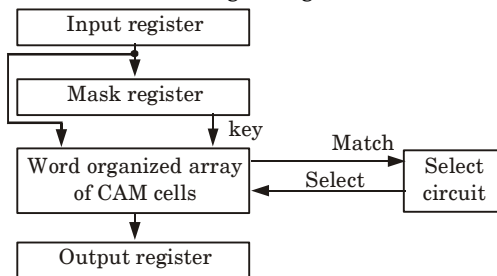 Input register
Mask register
key
Word organized array
of CAM cells
Match
Select
Select
circuit
Output register